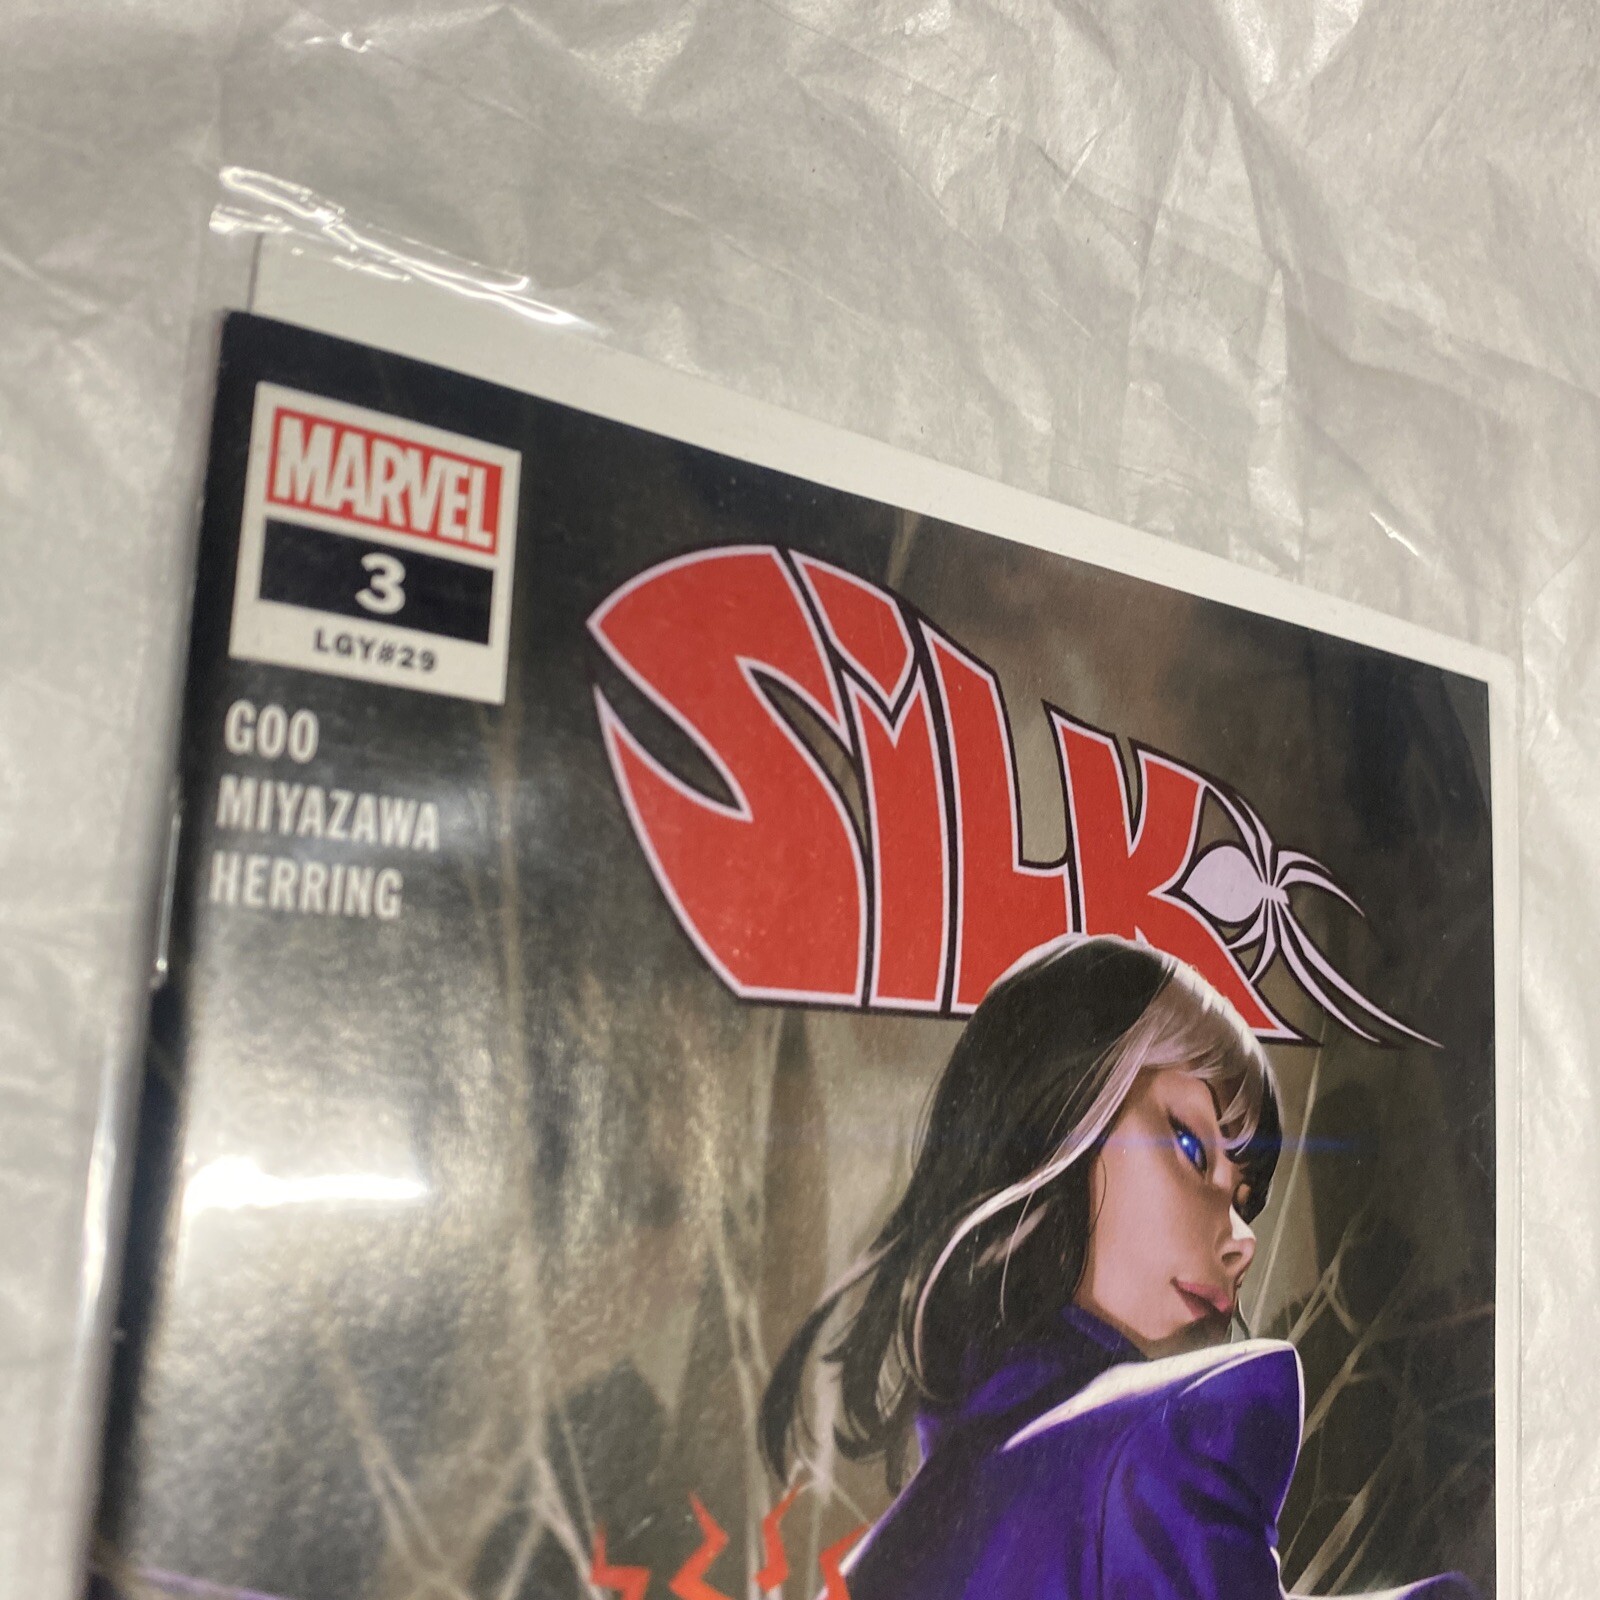 MARVEL
3
LGY#29
GOO
MIYAZAWA
HERRING
SILK